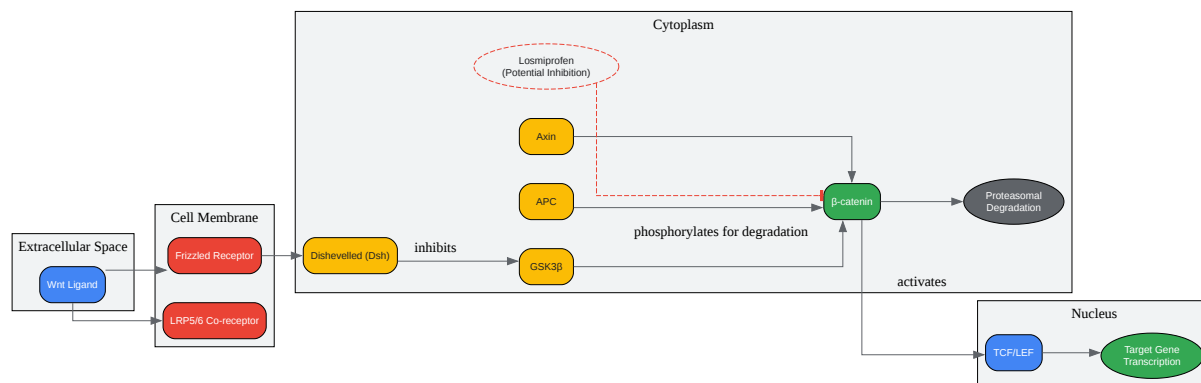 Cytoplasm
Losmiprofen
(Potential Inhibition)
Axin
APC
β-catenin
Proteasomal
Degradation
Cell Membrane
phosphorylates for degradation
Extracellular Space
Frizzled Receptor
Dishevelled (Dsh)
inhibits
GSK3β
Wnt Ligand
activates
LRP5/6 Co-receptor
Nucleus
TCF/LEF
Target Gene
Transcription